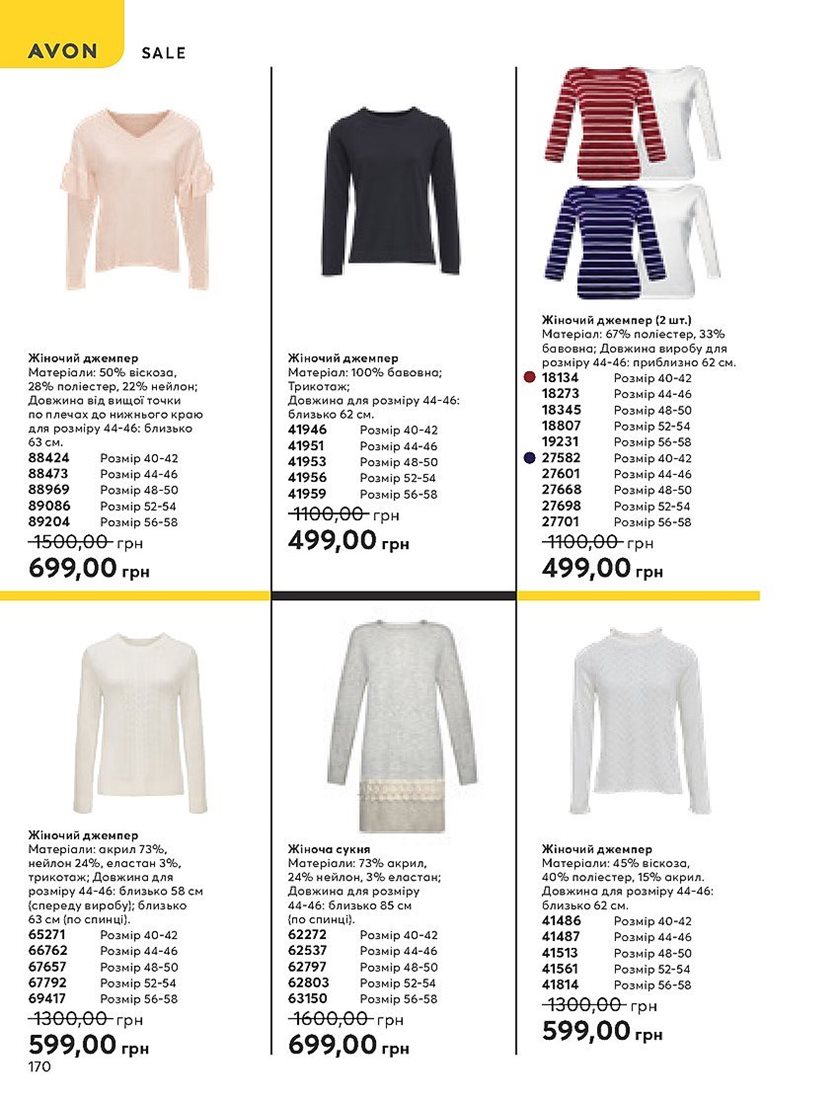 AVON SALE
Жіночий джемпер
Матеріали: 50% віскоза,
28% поліестер, 22% нейлон;
Довжина від вищої точки
по плечах до нижнього краю
для розміру 44-46: близько
63 см.
88424 Розмір 40-42
88473 Розмір 44-46
88969 Розмір 48-50
89086 Розмір 52-54
89204 Розмір 56-58
1500,00 грн
699,00 грн
Жіночий джемпер
Матеріал: 100% бавовна;
Трикотаж;
Довжина для розміру 44-46:
близько 62 см.
41946 Розмір 40-42
41951 Розмір 44-46
41953 Розмір 48-50
41956 Розмір 52-54
41959 Розмір 56-58
1100,00 грн
499,00 грн
Жіночий джемпер (2 шт.)
Матеріал: 67% поліестер, 33%
бавовна; Довжина виробу для
розміру 44-46: приблизно 62 см.
18134 Розмір 40-42
18273 Розмір 44-46
18345 Розмір 48-50
18807 Розмір 52-54
19231 Розмір 56-58
27582 Розмір 40-42
27601 Розмір 44-46
27668 Розмір 48-50
27698 Розмір 52-54
27701 Розмір 56-58
1100,00 грн
499,00 грн
Жіночий джемпер
Матеріали: акрил 73%,
нейлон 24%, еластан 3%,
трикотаж; Довжина для
розміру 44-46: близько 58 см
(спереду виробу); близько
63 см (по спинці).
65271 Розмір 40-42
66762 Розмір 44-46
67657 Розмір 48-50
67792 Розмір 52-54
69417 Розмір 56-58
1300,00 грн
599,00 грн
Жіноча сукня
Матеріали: 73% акрил,
24% нейлон, 3% еластан;
Довжина для розміру
44-46: близько 85 см
(по спинці).
62272 Розмір 40-42
62537 Розмір 44-46
62797 Розмір 48-50
62803 Розмір 52-54
63150 Розмір 56-58
1600,00 грн
699,00 грн
Жіночий джемпер
Матеріали: 45% віскоза,
40% поліестер, 15% акрил.
Довжина для розміру 44-46:
близько 62 см.
41486 Розмір 40-42
41487 Розмір 44-46
41513 Розмір 48-50
41561 Розмір 52-54
41814 Розмір 56-58
1300,00 грн
599,00 грн
170